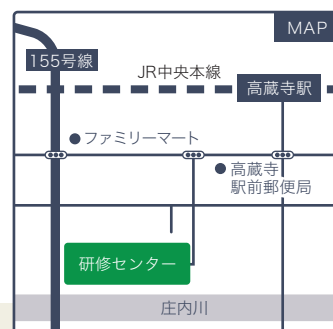 MAP
155号線
JR中央本線
高蔵寺駅
ファミリーマート
高蔵寺
駅前郵便局
研修センター
庄内川